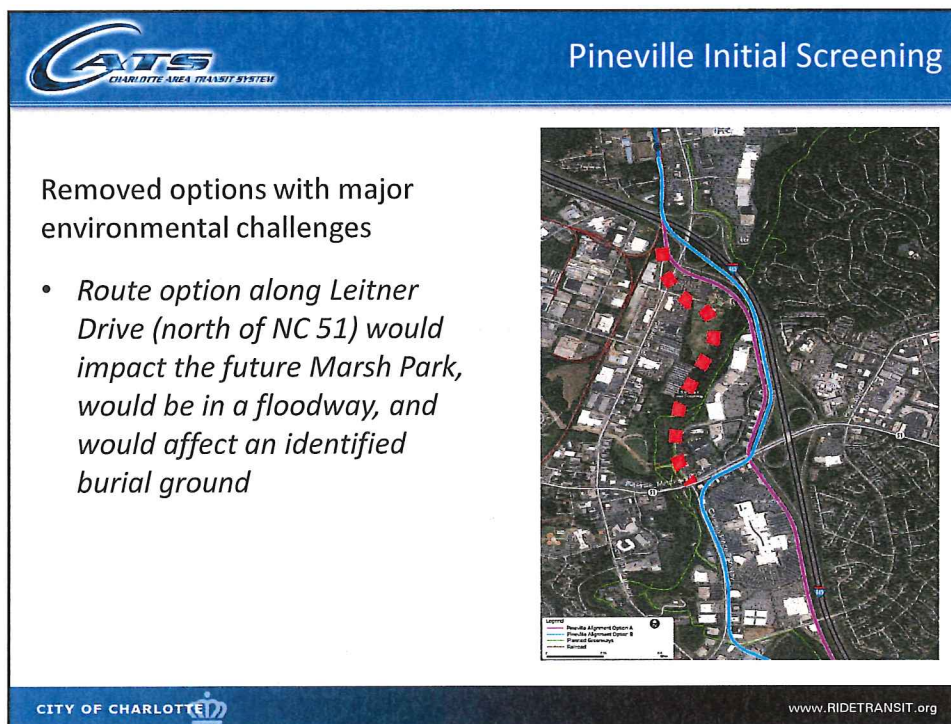 CATS
CHARLOTTE AREA TRANSIT SYSTEM
Pineville Initial Screening
Removed options with major
environmental challenges
• Route option along Leitner
Drive (north of NC 51) would
impact the future Marsh Park,
would be in a floodway, and
would affect an identified
burial ground
51
51
Legend
Pineville Alignment Option A
Pineville Alignment Option B
Planned Greenways
Railroad
CITY OF CHARLOTTE
www.RIDETRANSIT.org